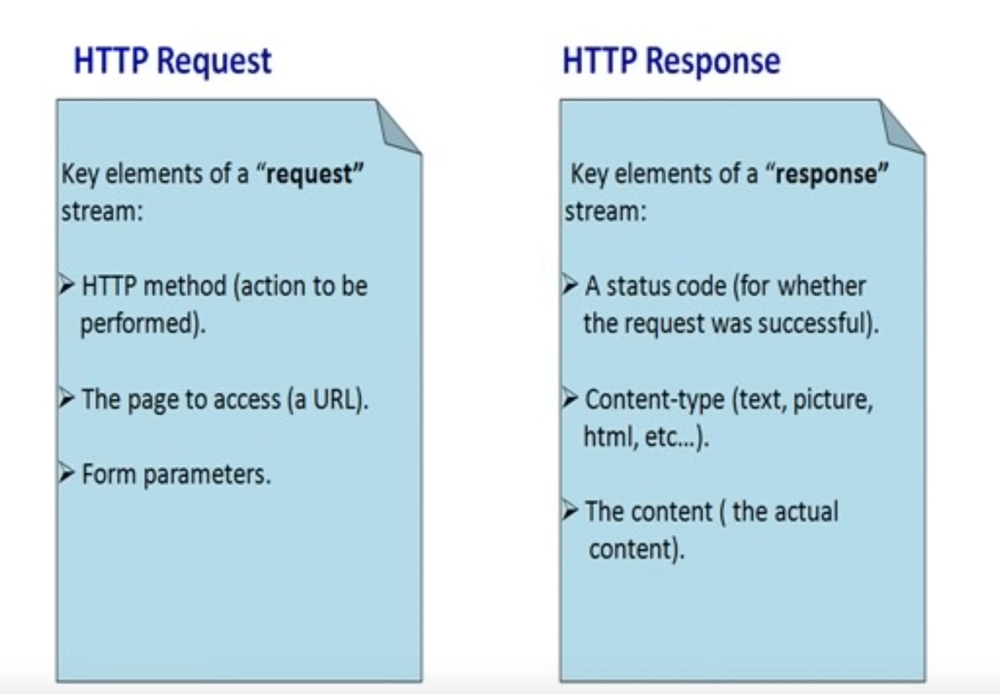 HTTP Request
Key elements of a “request”
stream:
➢ HTTP method (action to be
performed).
➢ The page to access (a URL).
➢ Form parameters.
HTTP Response
Key elements of a “response”
stream:
➢ A status code (for whether
the request was successful).
➢ Content-type (text, picture,
html, etc...).
➢ The content ( the actual
content).